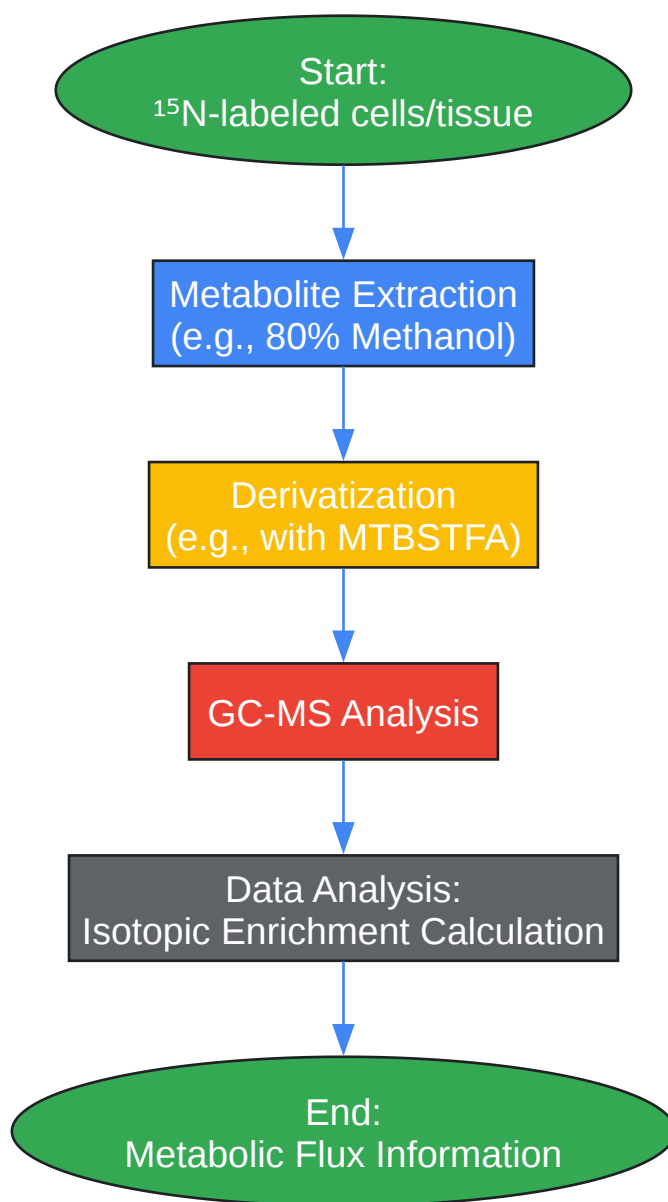 Start:
¹⁵N-labeled cells/tissue
Metabolite Extraction
(e.g., 80% Methanol)
Derivatization
(e.g., with MTBSTFA)
GC-MS Analysis
Data Analysis:
Isotopic Enrichment Calculation
End:
Metabolic Flux Information